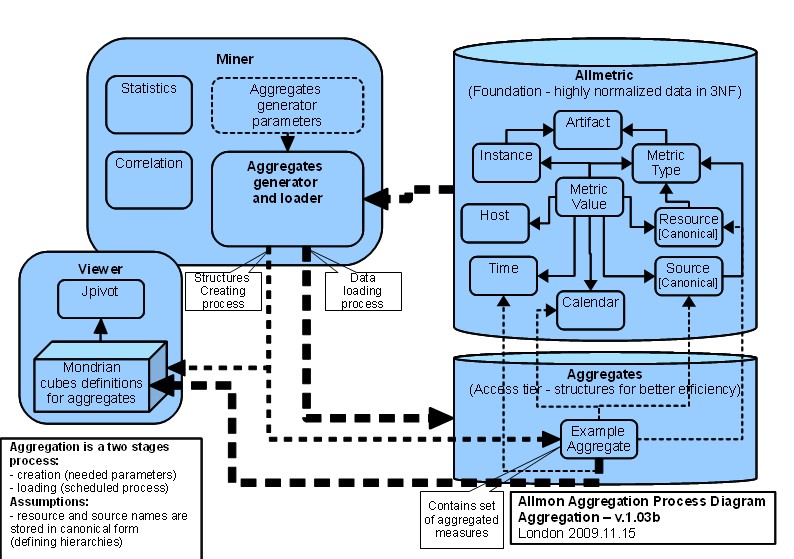 Miner
Statistics
Aggregates
generator
parameters
Correlation
Aggregates
generator
and loader
Allmetric
(Foundation - highly normalized data in 3NF)
Artifact
Instance
Metric
Type
Metric
Value
Host
Resource
[Canonical]
Time
Source
[Canonical]
Calendar
Viewer
Jpivot
Mondrian
cubes definitions
for aggregates
Structures
Creating
process
Data
loading
process
Aggregates
(Access tier - structures for better efficiency)
Example
Aggregate
Contains set
of aggregated
measures
Aggregation is a two stages
process:
- creation (needed parameters)
- loading (scheduled process)
Assumptions:
- resource and source names are
stored in canonical form
(defining hierarchies)
Allmon Aggregation Process Diagram
Aggregation – v.1.03b
London 2009.11.15